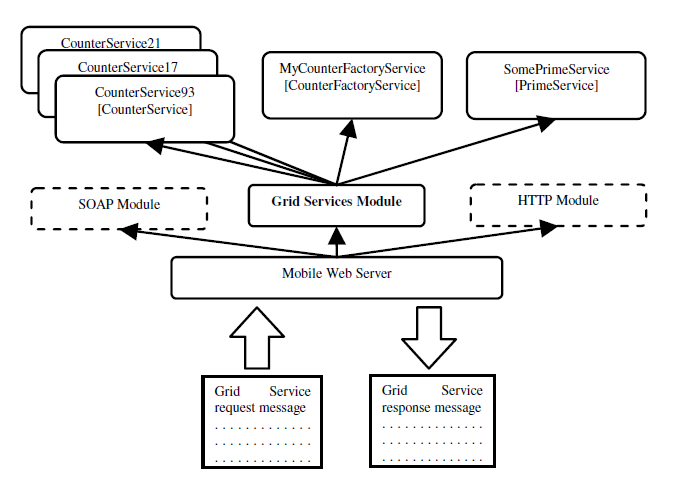 CounterService21
CounterService17
CounterService93
[CounterService]
MyCounterFactoryService
[CounterFactoryService]
SomePrimeService
[PrimeService]
SOAP Module
Grid Services Module
HTTP Module
Mobile Web Server
Grid Service
request message
. . . . . . . . . . . . .
. . . . . . . . . . . . .
. . . . . . . . . . . . .
Grid Service
response message
. . . . . . . . . . . . . .
. . . . . . . . . . . . . .
. . . . . . . . . . . . . .